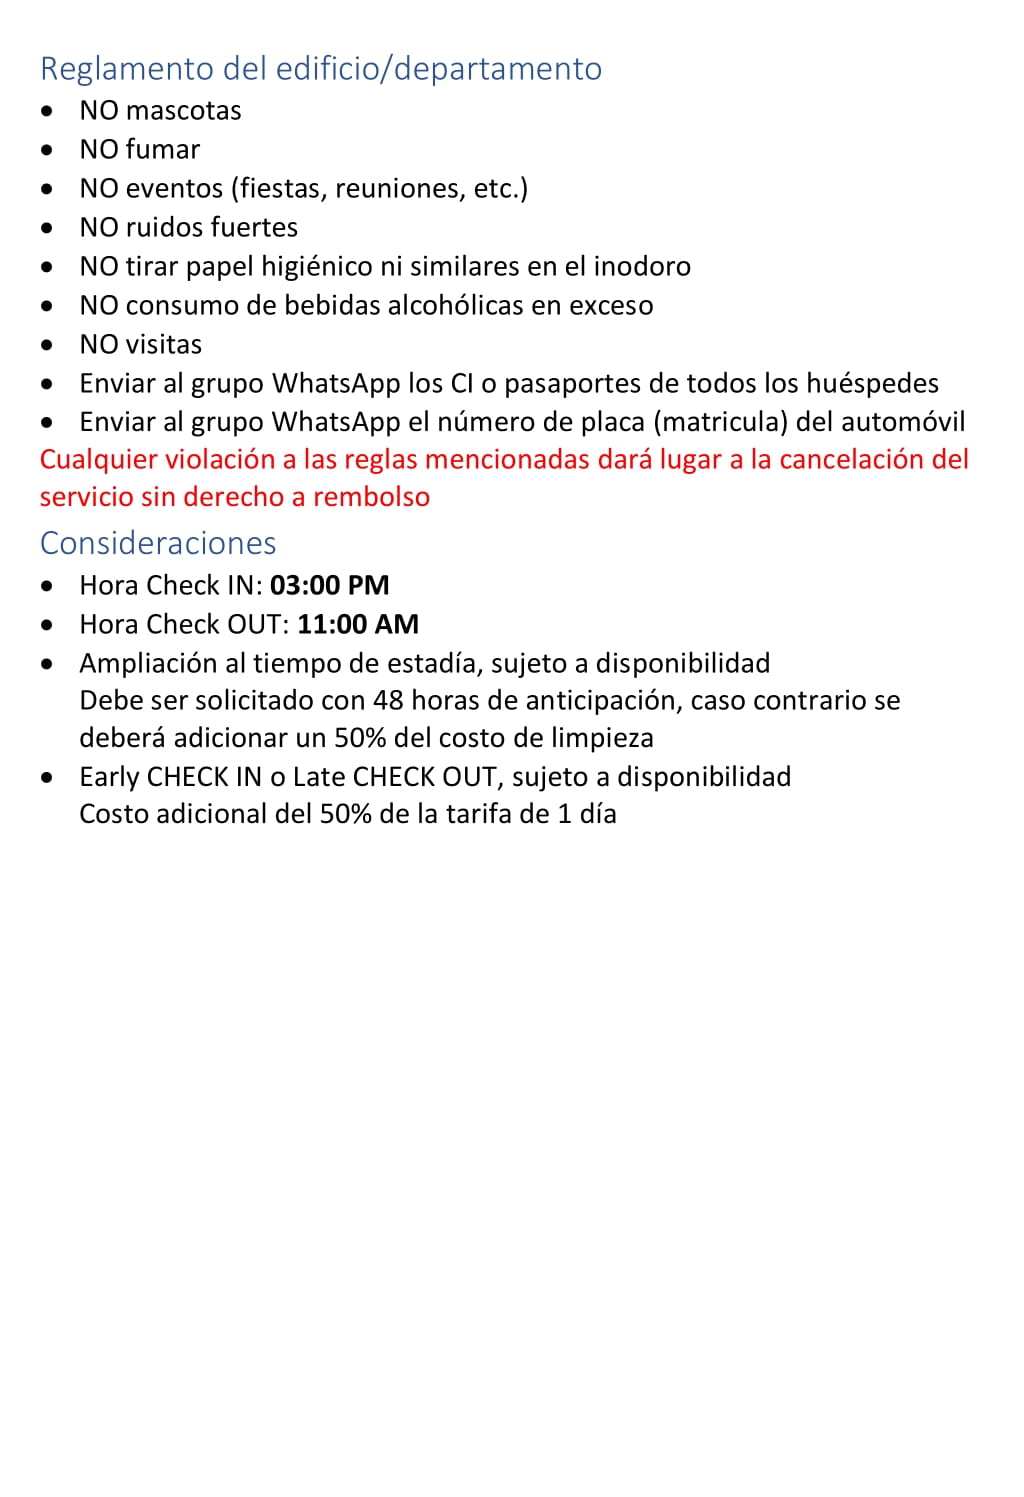 Reglamento del edificio/departamento
• NO mascotas
• NO fumar
• NO eventos (fiestas, reuniones, etc.)
• NO ruidos fuertes
• NO tirar papel higiénico ni similares en el inodoro
• NO consumo de bebidas alcohólicas en exceso
• NO visitas
• Enviar al grupo WhatsApp los CI o pasaportes de todos los huéspedes
• Enviar al grupo WhatsApp el número de placa (matricula) del automóvil
Cualquier violación a las reglas mencionadas dará lugar a la cancelación del
servicio sin derecho a rembolso
Consideraciones
• Hora Check IN: 03:00 PM
• Hora Check OUT: 11:00 AM
• Ampliación al tiempo de estadía, sujeto a disponibilidad
Debe ser solicitado con 48 horas de anticipación, caso contrario se
deberá adicionar un 50% del costo de limpieza
• Early CHECK IN o Late CHECK OUT, sujeto a disponibilidad
Costo adicional del 50% de la tarifa de 1 día